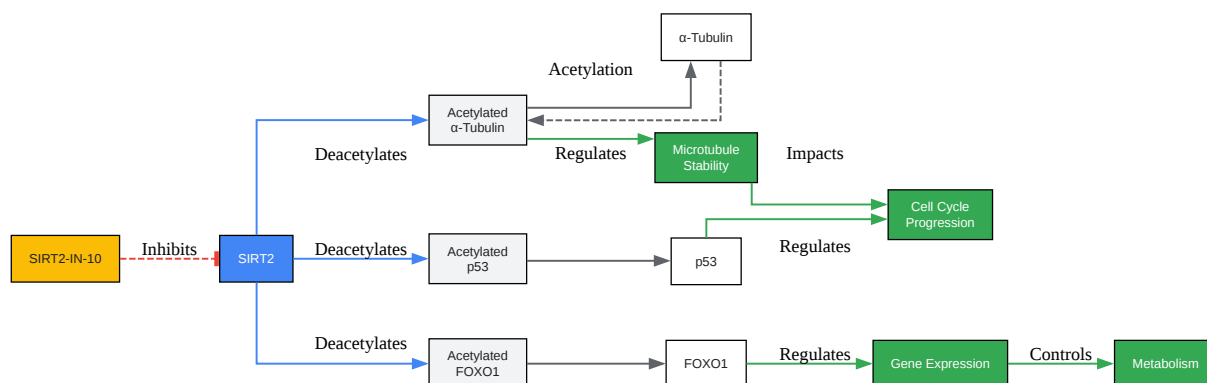 α-Tubulin
Acetylation
Acetylated
α-Tubulin
Deacetylates
Regulates
Microtubule
Stability
Impacts
Cell Cycle
Progression
SIRT2-IN-10
Inhibits
SIRT2
Deacetylates
Acetylated
p53
p53
Regulates
Deacetylates
Acetylated
FOXO1
FOXO1
Regulates
Gene Expression
Controls
Metabolism